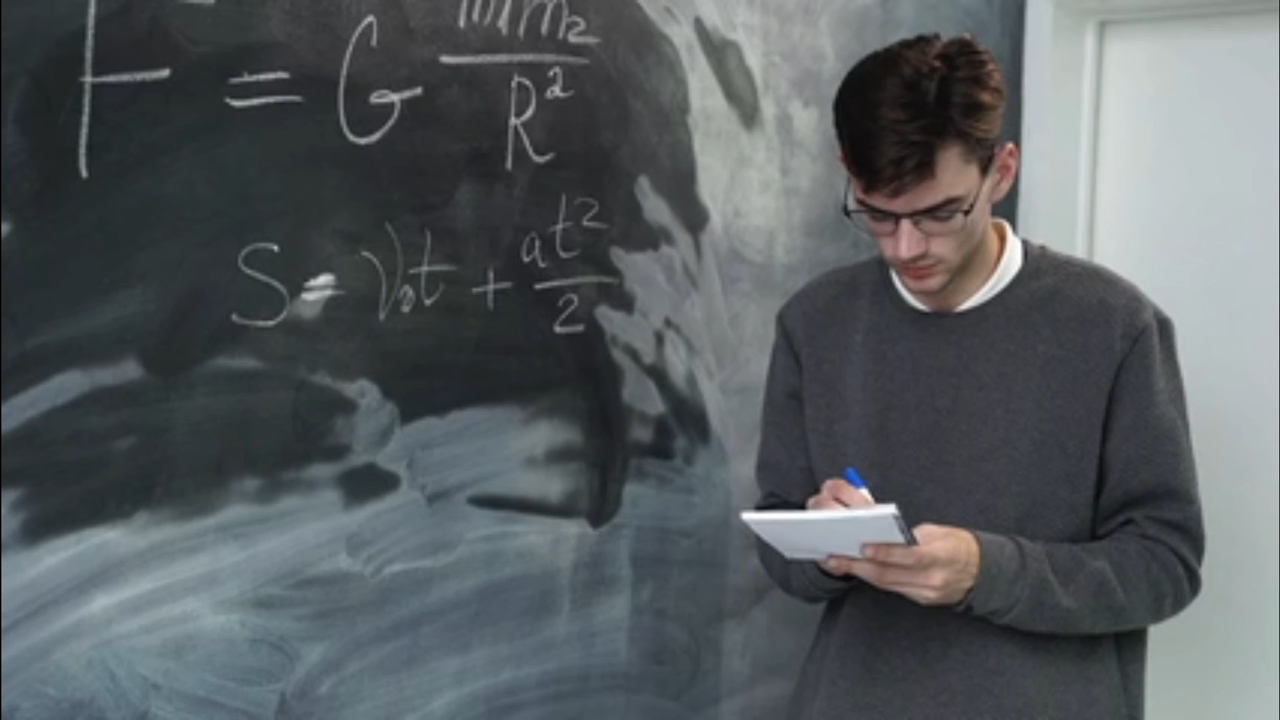 F = G m₁m₂/R²
S = V₀t + at²/2